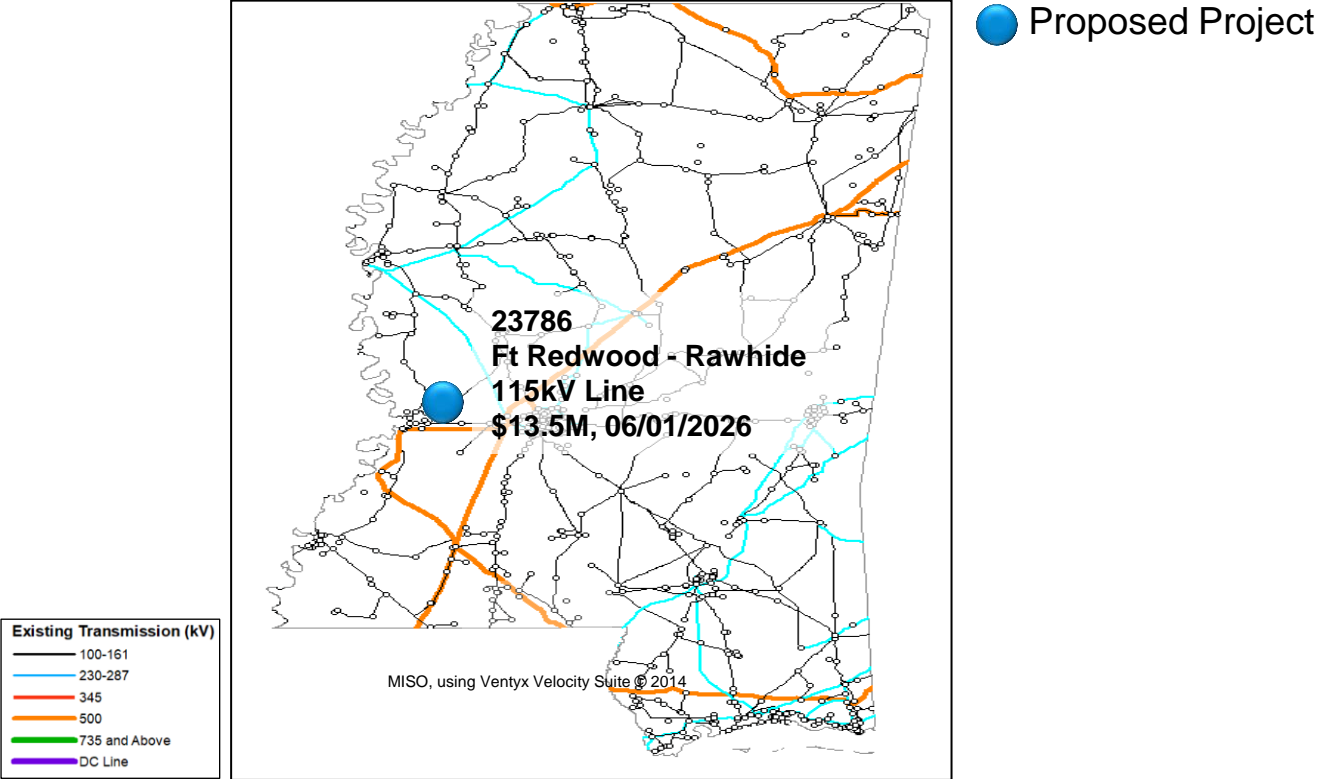 Proposed Project
23786
Ft Redwood - Rawhide
115kV Line
$13.5M, 06/01/2026
Existing Transmission (kV)
100-161
230-287
345
500
735 and Above
DC Line
MISO, using Ventyx Velocity Suite © 2014